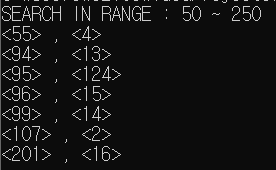 SEARCH IN RANGE : 50 ~ 250
<55> , <4>
<94> , <13>
<95> , <124>
<96> , <15>
<99> , <14>
<107> , <2>
<201> , <16>